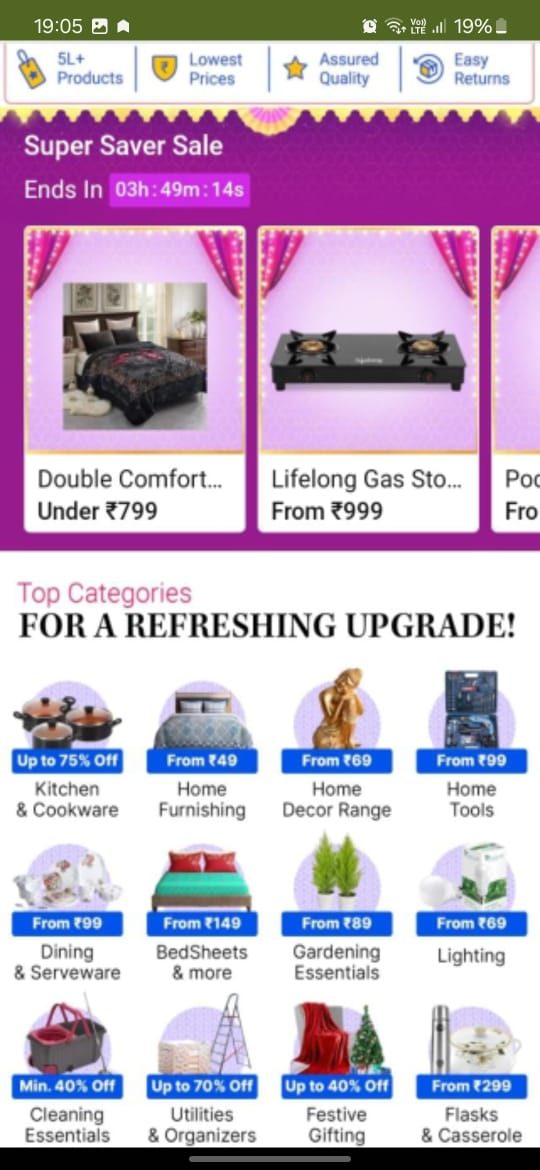 19:05
Vo))
LTE
19%
5L+
Products
Lowest
Prices
Assured
Quality
Easy
Returns
Super Saver Sale
Ends In 03h : 49m : 14s
Double Comfort...
Under ₹799
Lifelong Gas Sto...
From ₹999
Poo
Fro
Top Categories
FOR A REFRESHING UPGRADE!
Up to 75% Off
Kitchen
& Cookware
From ₹49
Home
Furnishing
From ₹69
Home
Decor Range
From ₹99
Home
Tools
From ₹99
Dining
& Serveware
From ₹149
BedSheets
& more
From ₹89
Gardening
Essentials
From ₹69
Lighting
Min. 40% Off
Cleaning
Essentials
Up to 70% Off
Utilities
& Organizers
Up to 40% Off
Festive
Gifting
From ₹299
Flasks
& Casserole